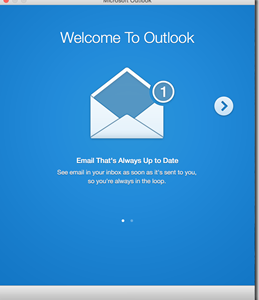 Microsoft Outlook
Welcome To Outlook
1
Email That's Always Up to Date
See email in your inbox as soon as it's sent to you,
so you're always in the loop.